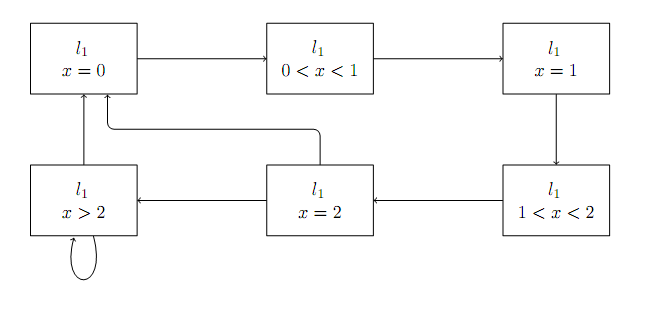 l₁
x = 0
l₁
0 < x < 1
l₁
x = 1
l₁
x > 2
l₁
x = 2
l₁
1 < x < 2